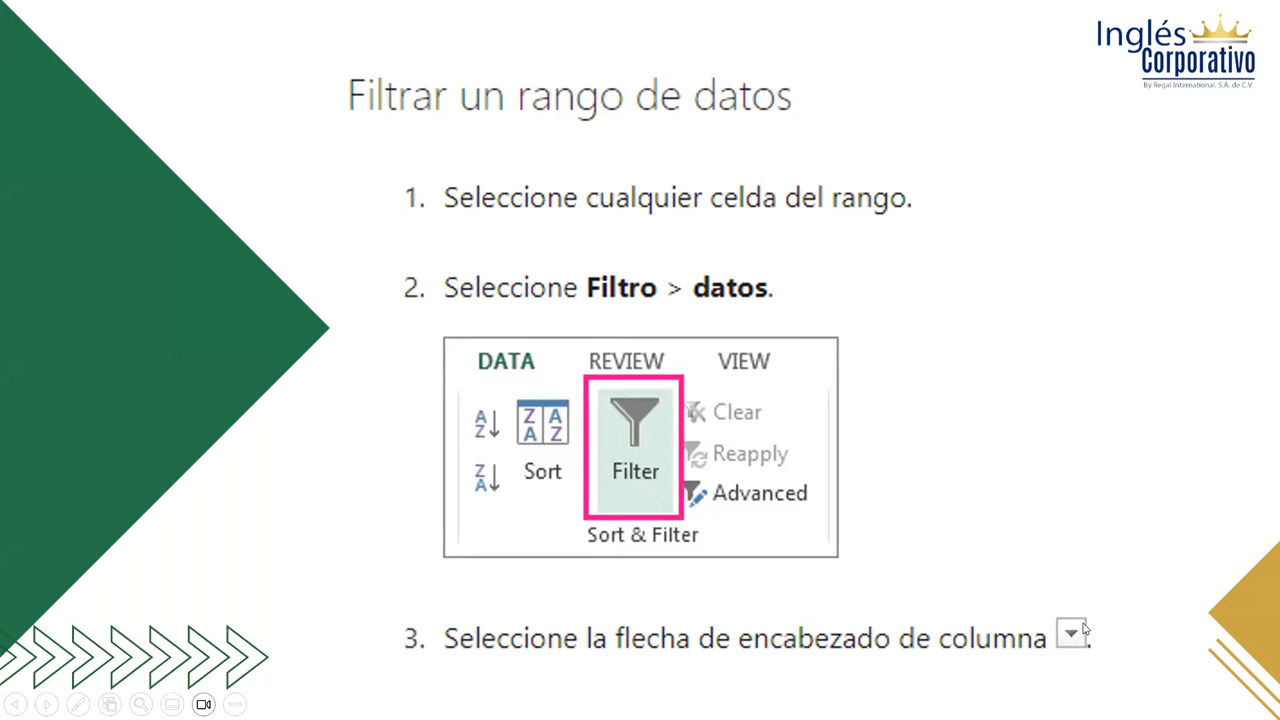 Inglés
Corporativo
By Regal International, S.A. de C.V.
Filtrar un rango de datos
1. Seleccione cualquier celda del rango.
2. Seleccione Filtro > datos.
DATA REVIEW VIEW
A
Z
Z A
A Z
Sort
Z
A
Filter
Clear
Reapply
Advanced
Sort & Filter
3. Seleccione la flecha de encabezado de columna .